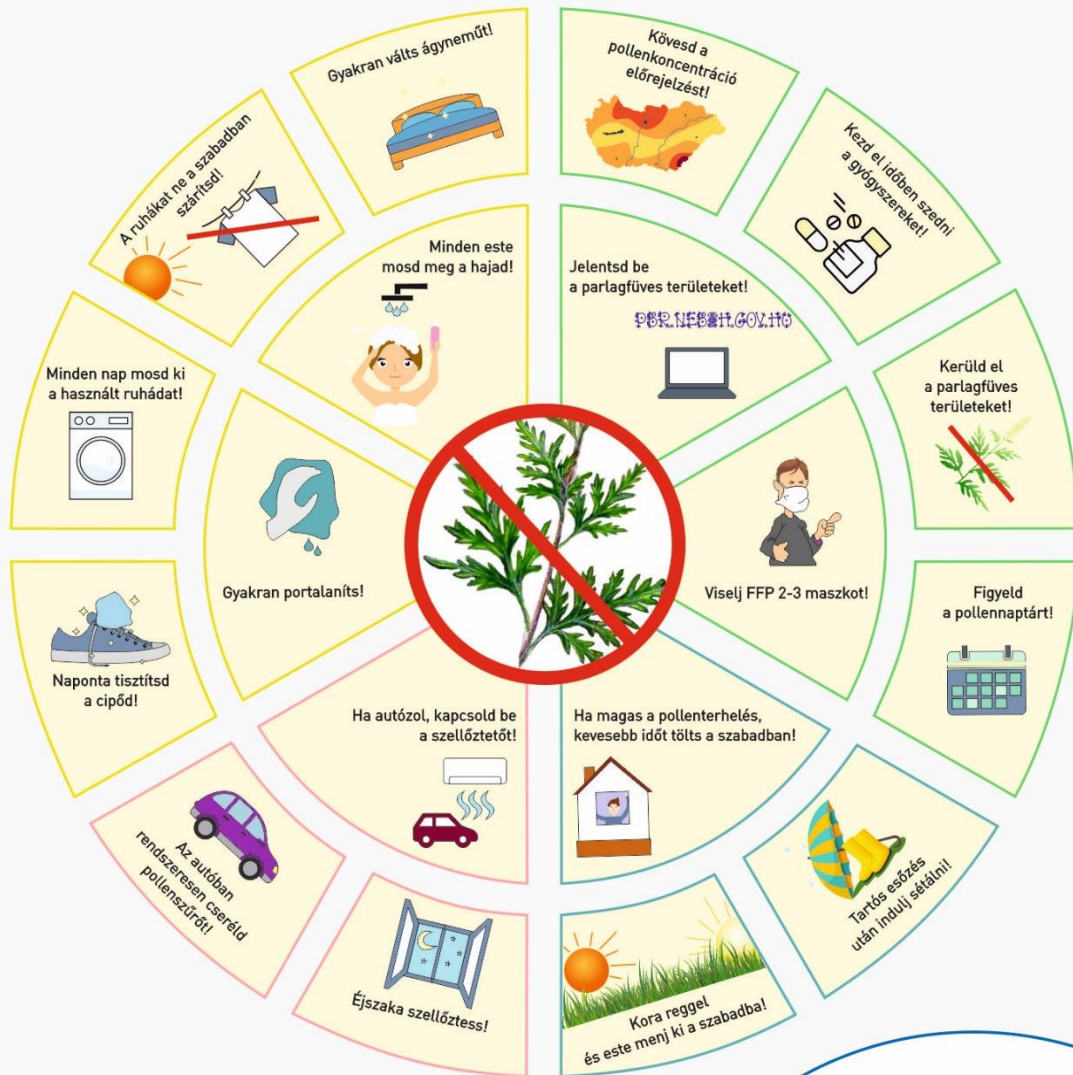 Kövesd a
pollenkoncentráció
előrejelzést!
Kezd el időben szedni
a gyógyszereket!
Kerüld el
a parlagfüves
területeket!
Figyeld
a pollennaptárt!
Tartós esőzés
után indulj sétálni!
Kora reggel
és este menj ki a szabadba!
Éjszaka szellőztess!
Az autóban
rendszeresen cseréld
pollenszűrőt!
Naponta tisztítsd
a cipőd!
Minden nap mosd ki
a használt ruhádat!
A ruhákat ne a szabadban
szárítsd!
Gyakran válts ágyneműt!
Jelentsd be
a parlagfüves területeket!
PBR.NEBIH.GOV.HU
Viselj FFP 2-3 maszkot!
Ha magas a pollenterhelés,
kevesebb időt tölts a szabadban!
Ha autózol, kapcsold be
a szellőztetőt!
Gyakran portalaníts!
Minden este
mosd meg a hajad!